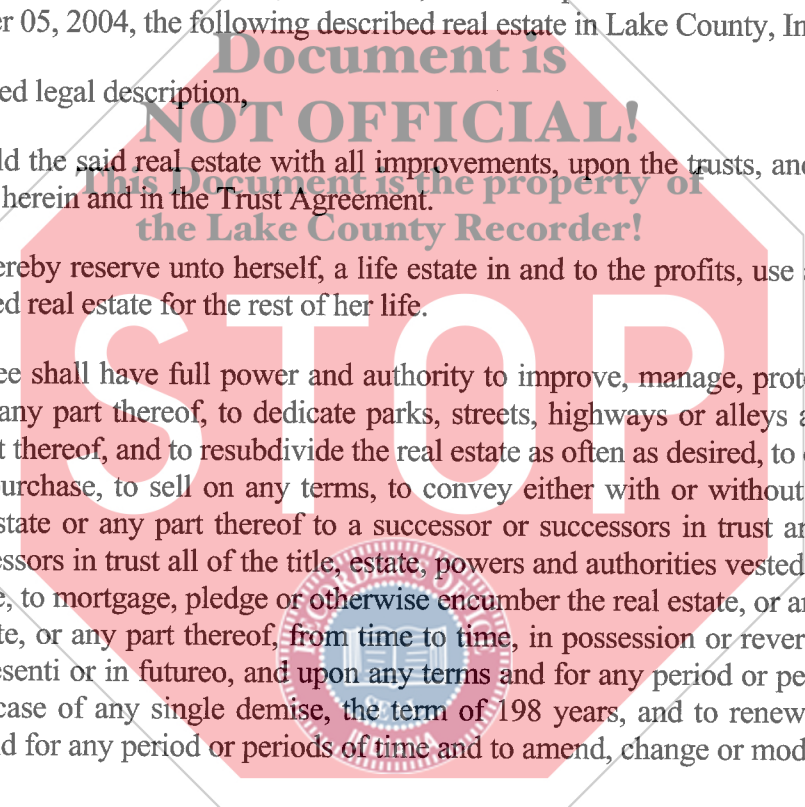 er 05, 2004, the following described real estate in Lake County, In
Document is
ed legal description,
NOT OFFICIAL!
ld the said real estate with all improvements, upon the trusts, and
This Document is the property of
herein and in the Trust Agreement.
the Lake County Recorder!
ereby reserve unto herself, a life estate in and to the profits, use
ed real estate for the rest of her life.
STOP
ee shall have full power and authority to improve, manage, prote
any part thereof, to dedicate parks, streets, highways or alleys a
t thereof, and to resubdivide the real estate as often as desired, to
urchase, to sell on any terms, to convey either with or without
state or any part thereof to a successor or successors in trust an
essors in trust all of the title, estate, powers and authorities vested
e, to mortgage, pledge or otherwise encumber the real estate, or an
te, or any part thereof, from time to time, in possession or rever
esenti or in futureo, and upon any terms and for any period or pe
case of any single demise, the term of 198 years, and to renew
d for any period or periods of time and to amend, change or mod